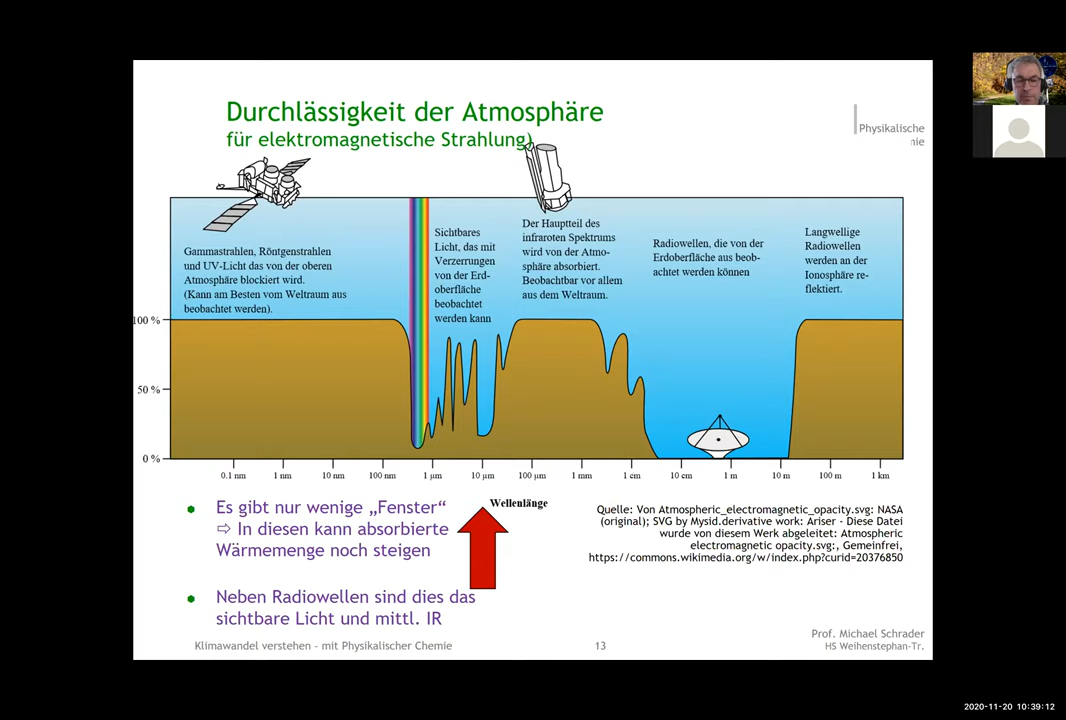 Durchlässigkeit der Atmosphäre
für elektromagnetische Strahlung)
Physikalische
nie
Gammastrahlen, Röntgenstrahlen
und UV-Licht das von der oberen
Atmosphäre blockiert wird.
(Kann am Besten vom Weltraum aus
beobachtet werden).
Sichtbares
Licht, das mit
Verzerrungen
von der Erd-
oberfläche
beobachtet
werden kann
Der Hauptteil des
infraroten Spektrums
wird von der Atmo-
sphäre absorbiert.
Beobachtbar vor allem
aus dem Weltraum.
Radiowellen, die von der
Erdoberfläche aus beob-
achtet werden können
Langwellige
Radiowellen
werden an der
Ionosphäre re-
flektiert.
100 %
50 %
0 %
0.1 nm 1 nm 10 nm 100 nm 1 µm 10 µm 100 µm 1 mm 1 cm 10 cm 1 m 10 m 100 m 1 km
Wellenlänge
Es gibt nur wenige „Fenster“
⇨ In diesen kann absorbierte
Wärmemenge noch steigen
Neben Radiowellen sind dies das
sichtbare Licht und mittl. IR
Quelle: Von Atmospheric_electromagnetic_opacity.svg: NASA
(original); SVG by Mysid.derivative work: Ariser - Diese Datei
wurde von diesem Werk abgeleitet: Atmospheric
electromagnetic opacity.svg:, Gemeinfrei,
https://commons.wikimedia.org/w/index.php?curid=20376850
Klimawandel verstehen – mit Physikalischer Chemie
13
Prof. Michael Schrader
HS Weihenstephan-Tr.
2020-11-20 10:39:12